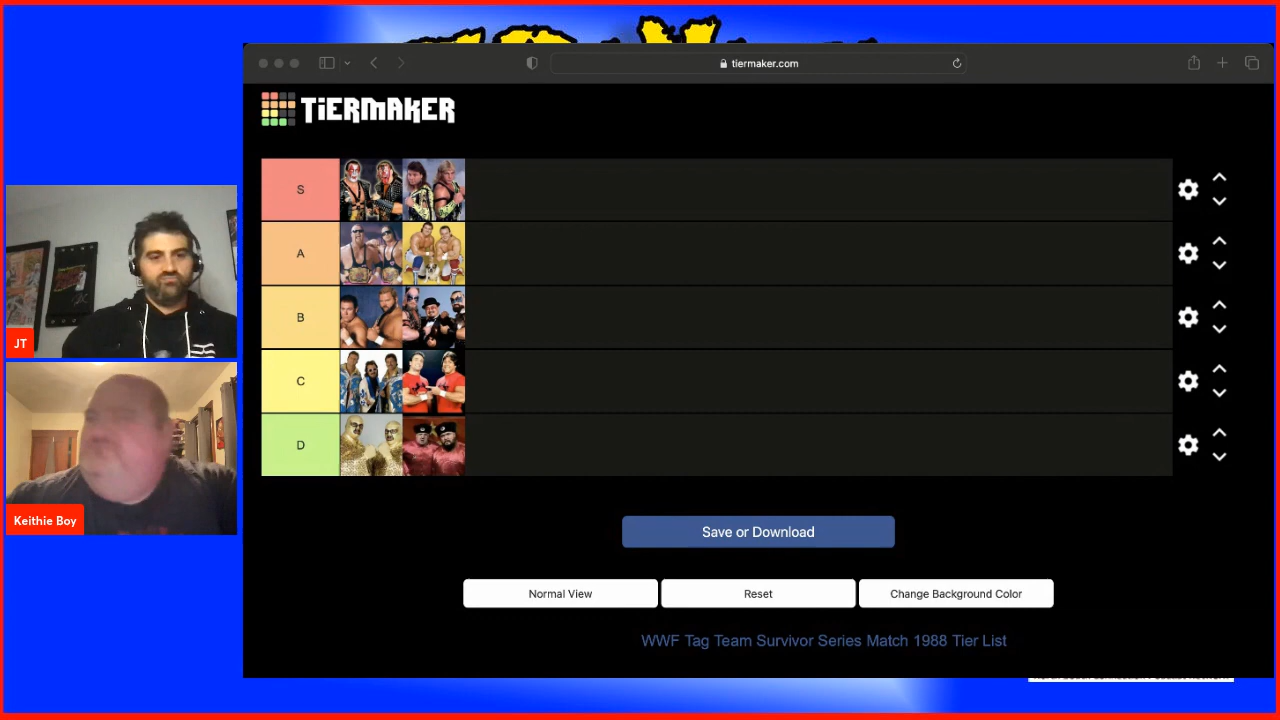 tiermaker.com
TIERMAKER
S
A
B
C
D
JT
Keithie Boy
Save or Download
Normal View
Reset
Change Background Color
WWF Tag Team Survivor Series Match 1988 Tier List